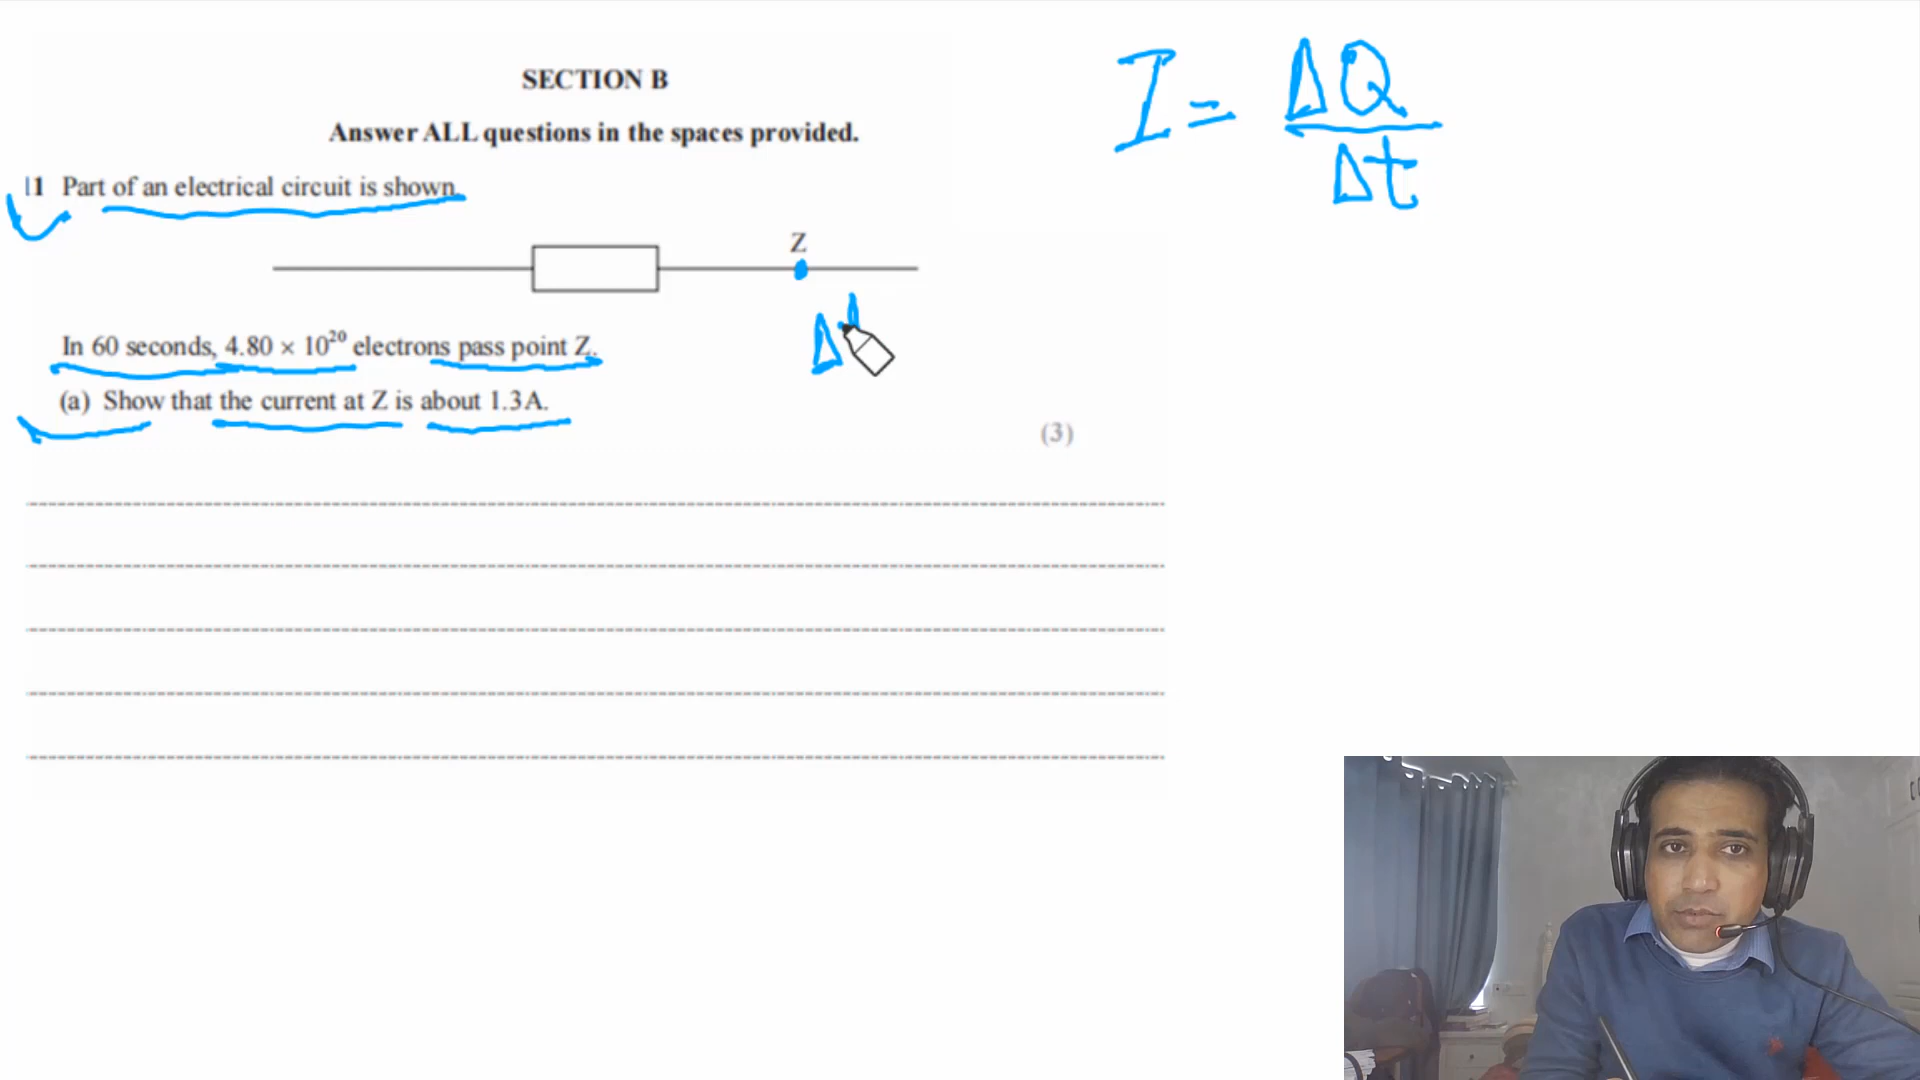 SECTION B
Answer ALL questions in the spaces provided.
11 Part of an electrical circuit is shown.
Z
In 60 seconds, 4.80 × 10²⁰ electrons pass point Z.
(a) Show that the current at Z is about 1.3 A.
(3)
I = ΔQ
Δt
Δ